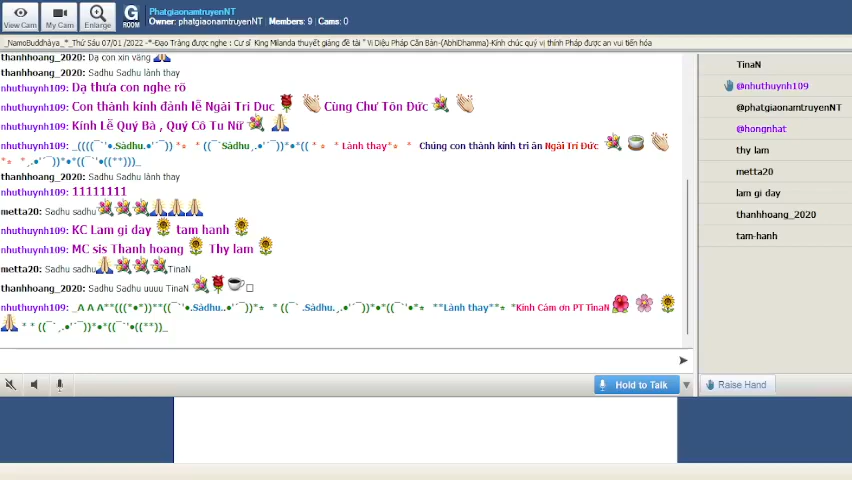 View Cam
My Cam
Enlarge
G
ROOM
PhatgiaonamtruyenNT
Owner: phatgiaonamtruyenNT | Members: 9 | Cams: 0
_NamoBuddhàya_*_Thứ Sáu 07/01 /2022 -*-Đạo Tràng được nghe : Cư sĩ King Milanda thuyết giảng đề tài " Vi Diệu Pháp Căn Bản-(AbhiDhamma)-Kính chúc quý vị thính Pháp được an vui tiến hóa
thanhhoang_2020: Dạ con xin vâng
thanhhoang_2020: Sadhu Sadhu lành thay
nhuthuynh109: Dạ thưa con nghe rõ
nhuthuynh109: Con thành kính đảnh lễ Ngài Tri Duc Cùng Chư Tôn Đức
nhuthuynh109: Kính Lễ Quý Bà , Quý Cô Tu Nữ
nhuthuynh109: _((((¯`'•.Sàdhu.•'´¯)) *⭑ * ((¯`Sàdhu¸.•'´¯))*•*(( ⭑ * Lành thay*⭑ * Chúng con thành kính tri ân Ngài Trí Đức
⭑ *¸.•'´¯))*•*((¯`'•((**)))_
thanhhoang_2020: Sadhu Sadhu lành thay
nhuthuynh109: 11111111
metta20: Sadhu sadhu
nhuthuynh109: KC Lam gi day tam hanh
nhuthuynh109: MC sis Thanh hoang Thy lam
metta20: Sadhu sadhu TinaN
thanhhoang_2020: Sadhu Sadhu uuuu TinaN
nhuthuynh109: _A A A**(((*•*))**((¯`'•.Sàdhu..•'´¯))*⭑ * ((¯` .Sàdhu.¸.•'´¯))*•*((¯`'•*⭑ **Lành thay**⭑ *Kính Cảm ơn PT TinaN
* * ((¯`¸.•'´¯))*•*((¯`'•((**))_
Hold to Talk
Raise Hand
TinaN
@nhuthuynh109
@phatgiaonamtruyenNT
@hongnhat
thy lam
metta20
lam gi day
thanhhoang_2020
tam-hanh